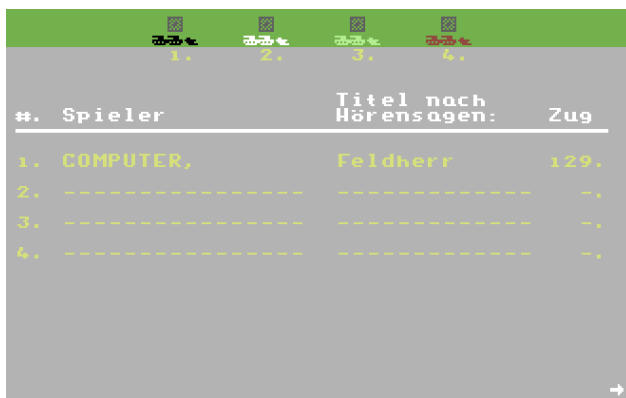 1. 2. 3. 4.
Titel nach
#. Spieler Hörensagen: Zug
1. COMPUTER, Feldherr 129.
2. ---------------- ------------- -.
3. ---------------- ------------- -.
4. ---------------- ------------- -.